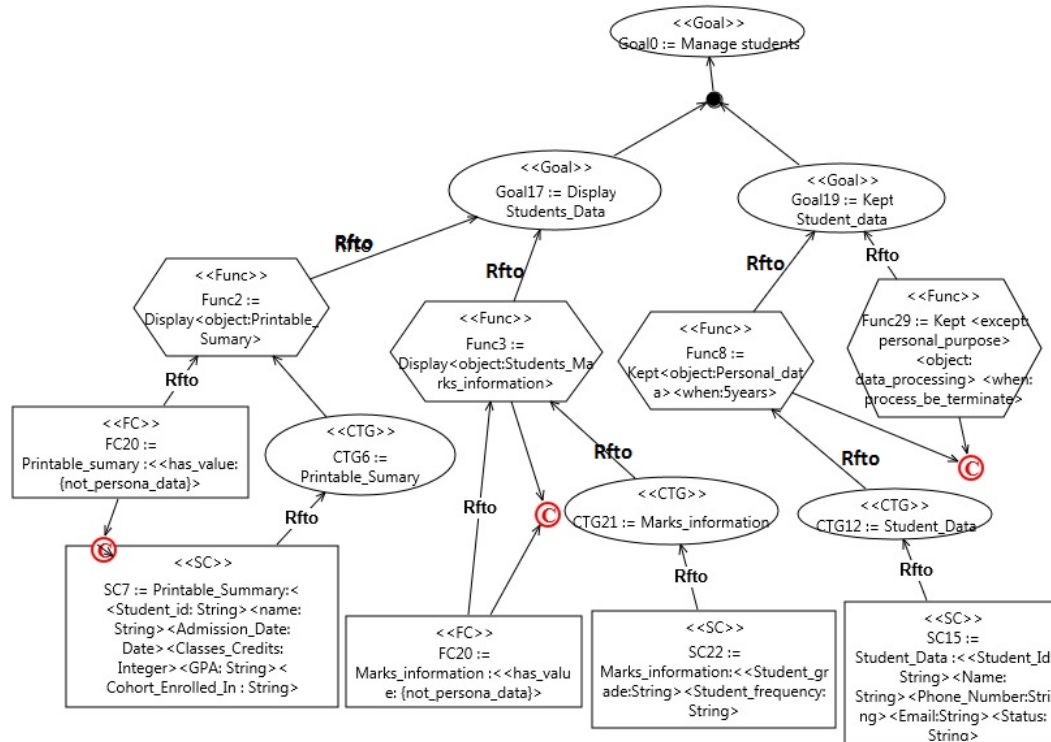 <<Goal>>
Goal0 := Manage students
<<Goal>>
Goal17 := Display
Students_Data
<<Goal>>
Goal19 := Kept
Student_data
Rfto
Rfto
Rfto
Rfto
<<Func>>
Func2 :=
Display<object:Printable_
Sumary>
<<Func>>
Func3 :=
Display<object:Students_Ma
rks_information>
<<Func>>
Func8 :=
Kept<object:Personal_dat
a><when:5years>
<<Func>>
Func29 := Kept <except:
personal_purpose>
<object:
data_processing> <when:
process_be_terminate>
Rfto
Rfto
Rfto
Rfto
<<FC>>
FC20 :=
Printable_sumary :<<has_value:
{not_persona_data}>
<<CTG>>
CTG6 :=
Printable_Sumary
C
C
C
<<CTG>>
CTG21 := Marks_information
<<CTG>>
CTG12 := Student_Data
Rfto
Rfto
Rfto
C
<<SC>>
SC7 := Printable_Summary:<
<Student_id: String><name:
String><Admission_Date:
Date><Classes_Credits:
Integer><GPA: String><
Cohort_Enrolled_In : String>
<<FC>>
FC20 :=
Marks_information :<<has_valu
e: {not_persona_data}>
<<SC>>
SC22 :=
Marks_information:<<Student_gr
ade:String><Student_frequency:
String>
<<SC>>
SC15 :=
Student_Data :<<Student_Id:
String><Name:
String><Phone_Number:Stri
ng><Email:String><Status:
String>